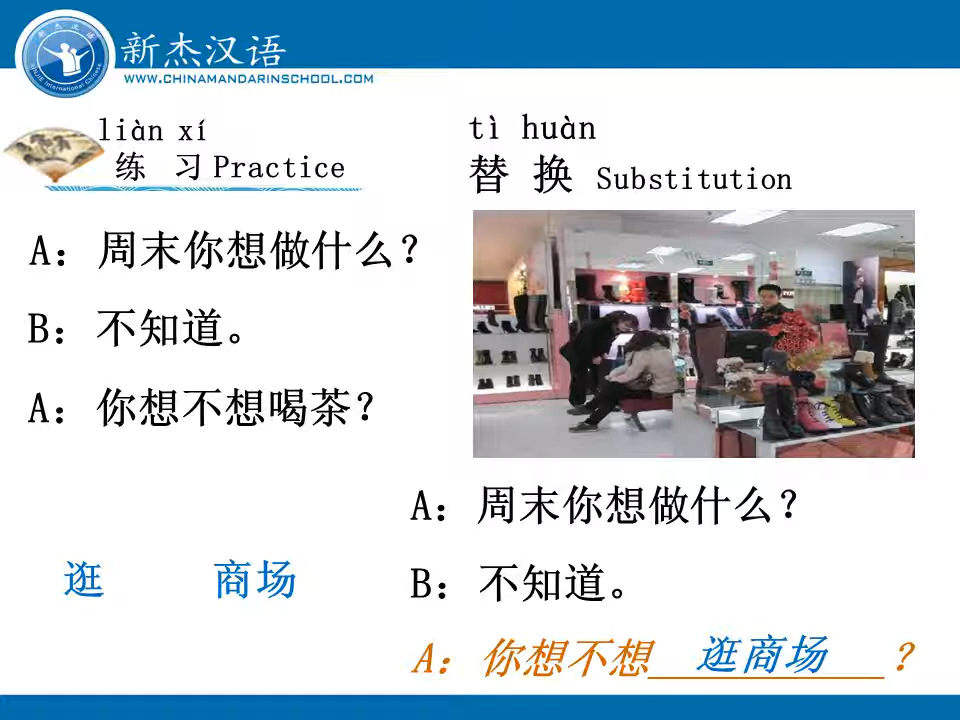 新杰汉语
WWW.CHINAMANDARINSCHOOL.COM
liàn xí
练 习 Practice
tì huàn
替 换 Substitution
A：周末你想做什么？
B：不知道。
A：你想不想喝茶？
逛 商场
A：周末你想做什么？
B：不知道。
A：你想不想 逛商场 ？